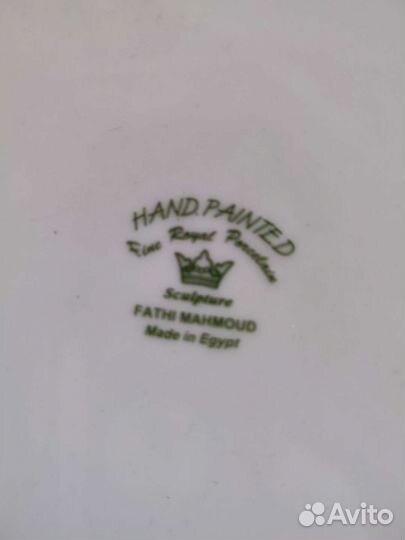 HAND.PAINTED
Fine Royal Porcelain
Sculpture
FATHI MAHMOUD
Made in Egypt
Avito